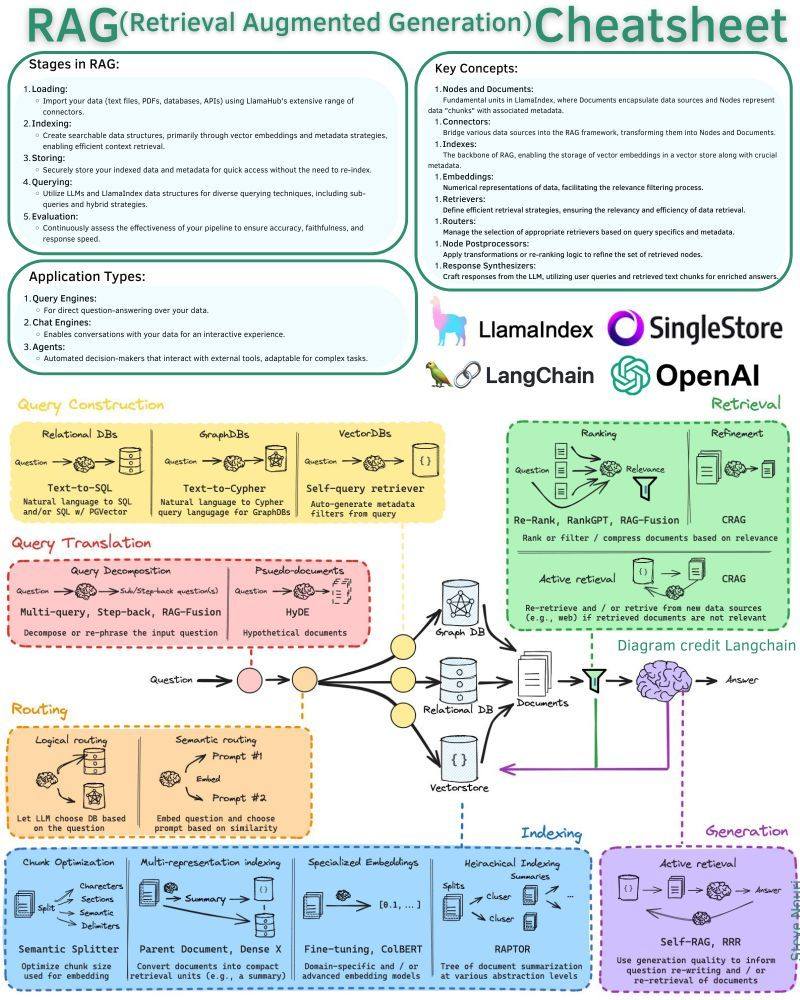 RAG(Retrieval Augmented Generation)Cheatsheet
Stages in RAG:
1. Loading:
◦ Import your data (text files, PDFs, databases, APIs) using LlamaHub's extensive range of
connectors.
2. Indexing:
◦ Create searchable data structures, primarily through vector embeddings and metadata strategies,
enabling efficient context retrieval.
3. Storing:
◦ Securely store your indexed data and metadata for quick access without the need to re-index.
4. Querying:
◦ Utilize LLMs and LlamaIndex data structures for diverse querying techniques, including sub-
queries and hybrid strategies.
5. Evaluation:
◦ Continuously assess the effectiveness of your pipeline to ensure accuracy, faithfulness, and
response speed.
Application Types:
1. Query Engines:
◦ For direct question-answering over your data.
2. Chat Engines:
◦ Enables conversations with your data for an interactive experience.
3. Agents:
◦ Automated decision-makers that interact with external tools, adaptable for complex tasks.
Key Concepts:
1. Nodes and Documents:
Fundamental units in LlamaIndex, where Documents encapsulate data sources and Nodes represent
data "chunks" with associated metadata.
1. Connectors:
Bridge various data sources into the RAG framework, transforming them into Nodes and Documents.
1. Indexes:
The backbone of RAG, enabling the storage of vector embeddings in a vector store along with crucial
metadata.
1. Embeddings:
Numerical representations of data, facilitating the relevance filtering process.
1. Retrievers:
Define efficient retrieval strategies, ensuring the relevancy and efficiency of data retrieval.
1. Routers:
Manage the selection of appropriate retrievers based on query specifics and metadata.
1. Node Postprocessors:
Apply transformations or re-ranking logic to refine the set of retrieved nodes.
1. Response Synthesizers:
Craft responses from the LLM, utilizing user queries and retrieved text chunks for enriched answers.
LlamaIndex
SingleStore
LangChain
OpenAI
Query Construction
Relational DBs
Question
Text-to-SQL
Natural language to SQL
and/or SQL w/ PGVector
GraphDBs
Question
Text-to-Cypher
Natural language to Cypher
query langugage for GraphDBs
VectorDBs
Question
{ }
Self-query retriever
Auto-generate metadata
filters from query
Retrieval
Ranking
Question
Relevance
Re-Rank, RankGPT, RAG-Fusion
Refinement
CRAG
Rank or filter / compress documents based on relevance
Active retrieval
{ }
CRAG
Re-retrieve and / or retrive from new data sources
(e.g., web) if retrieved documents are not relevant
Query Translation
Query Decomposition
Question
Sub/Step-back question(s)
Multi-query, Step-back, RAG-Fusion
Decompose or re-phrase the input question
Psuedo-documents
Question
HyDE
Hypothetical documents
Diagram credit Langchain
Question
Graph DB
Relational DB
{ }
Vectorstore
Documents
Answer
Routing
Logical routing
Let LLM choose DB based
on the question
Semantic routing
Prompt #1
Embed
Prompt #2
Embed question and choose
prompt based on similarity
Indexing
Chunk Optimization
Split
Charecters
Sections
Semantic
Delimiters
Semantic Splitter
Optimize chunk size
used for embedding
Multi-representation indexing
Summary
{ }
Parent Document, Dense X
Convert documents into compact
retrieval units (e.g., a summary)
Specialized Embeddings
[0.1, ...]
Fine-tuning, ColBERT
Domain-specific and / or
advanced embedding models
Heirachical Indexing
Summaries
Splits
Cluser
...
Cluser
RAPTOR
Tree of document summarization
at various abstraction levels
Generation
Active retieval
{ }
Answer
Self-RAG, RRR
Use generation quality to inform
question re-writing and / or
re-retrieval of documents
Steve Nouri